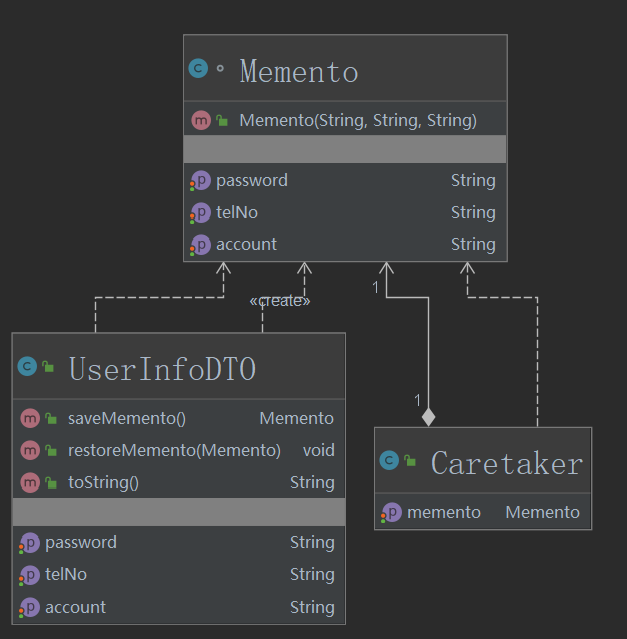 Memento
Memento(String, String, String)
password String
telNo String
account String
«create»
1
1
UserInfoDTO
saveMemento() Memento
restoreMemento(Memento) void
toString() String
password String
telNo String
account String
Caretaker
memento Memento